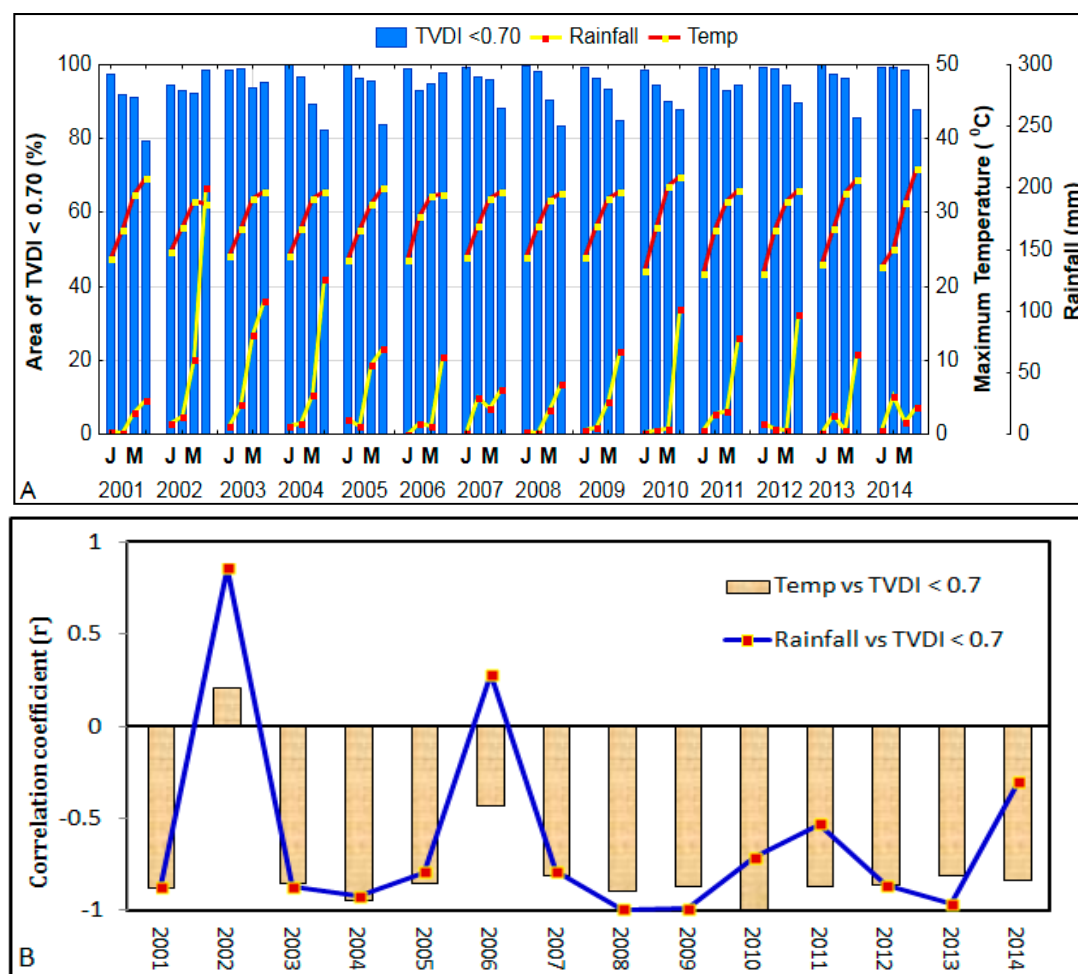 TVDI <0.70 Rainfall Temp
100 50 300
80 40 250
200
60 30
150
40 20
100
20 10
50
0 0 0
Area of TVDI < 0.70 (%)
Maximum Temperature ( ⁰C)
Rainfall (mm)
J M J M J M J M J M J M J M J M J M J M J M J M J M J M
2001 2002 2003 2004 2005 2006 2007 2008 2009 2010 2011 2012 2013 2014
A
1
0.5
0
-0.5
-1
Correlation coefficient (r)
Temp vs TVDI < 0.7
Rainfall vs TVDI < 0.7
2001 2002 2003 2004 2005 2006 2007 2008 2009 2010 2011 2012 2013 2014
B